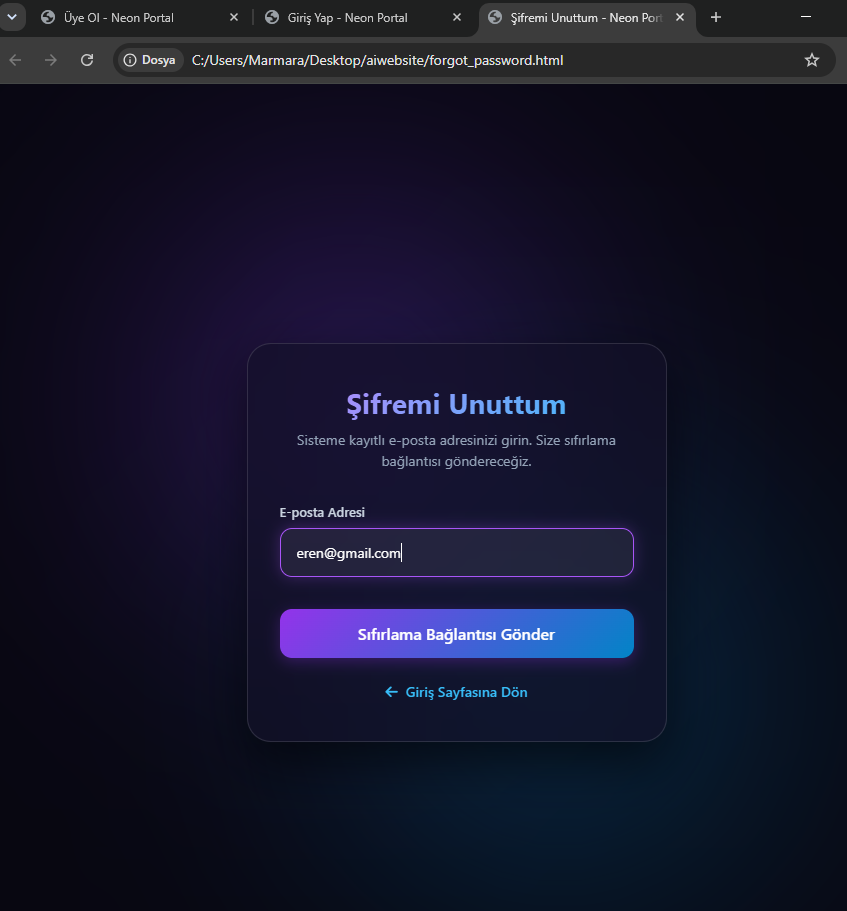 Üye Ol - Neon Portal
Giriş Yap - Neon Portal
Şifremi Unuttum - Neon Port
Dosya
C:/Users/Marmara/Desktop/aiwebsite/forgot_password.html
Şifremi Unuttum
Sisteme kayıtlı e-posta adresinizi girin. Size sıfırlama
bağlantısı göndereceğiz.
E-posta Adresi
eren@gmail.com
Sıfırlama Bağlantısı Gönder
← Giriş Sayfasına Dön